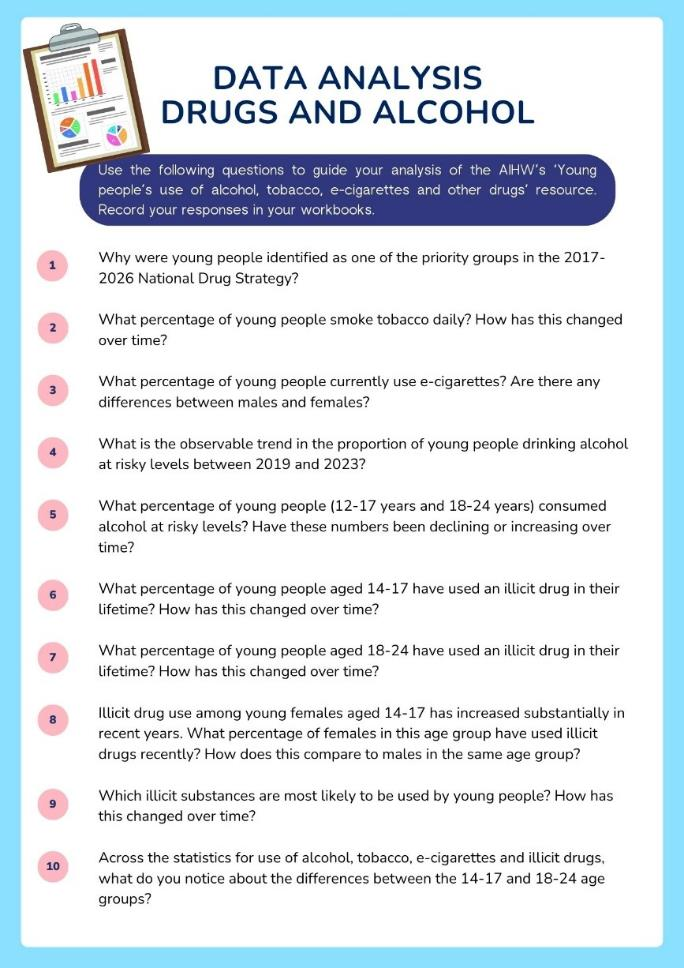 DATA ANALYSIS
DRUGS AND ALCOHOL
Use the following questions to guide your analysis of the AIHW's 'Young
people's use of alcohol, tobacco, e-cigarettes and other drugs' resource.
Record your responses in your workbooks.
1
Why were young people identified as one of the priority groups in the 2017-
2026 National Drug Strategy?
2
What percentage of young people smoke tobacco daily? How has this changed
over time?
3
What percentage of young people currently use e-cigarettes? Are there any
differences between males and females?
4
What is the observable trend in the proportion of young people drinking alcohol
at risky levels between 2019 and 2023?
5
What percentage of young people (12-17 years and 18-24 years) consumed
alcohol at risky levels? Have these numbers been declining or increasing over
time?
6
What percentage of young people aged 14-17 have used an illicit drug in their
lifetime? How has this changed over time?
7
What percentage of young people aged 18-24 have used an illicit drug in their
lifetime? How has this changed over time?
8
Illicit drug use among young females aged 14-17 has increased substantially in
recent years. What percentage of females in this age group have used illicit
drugs recently? How does this compare to males in the same age group?
9
Which illicit substances are most likely to be used by young people? How has
this changed over time?
10
Across the statistics for use of alcohol, tobacco, e-cigarettes and illicit drugs,
what do you notice about the differences between the 14-17 and 18-24 age
groups?